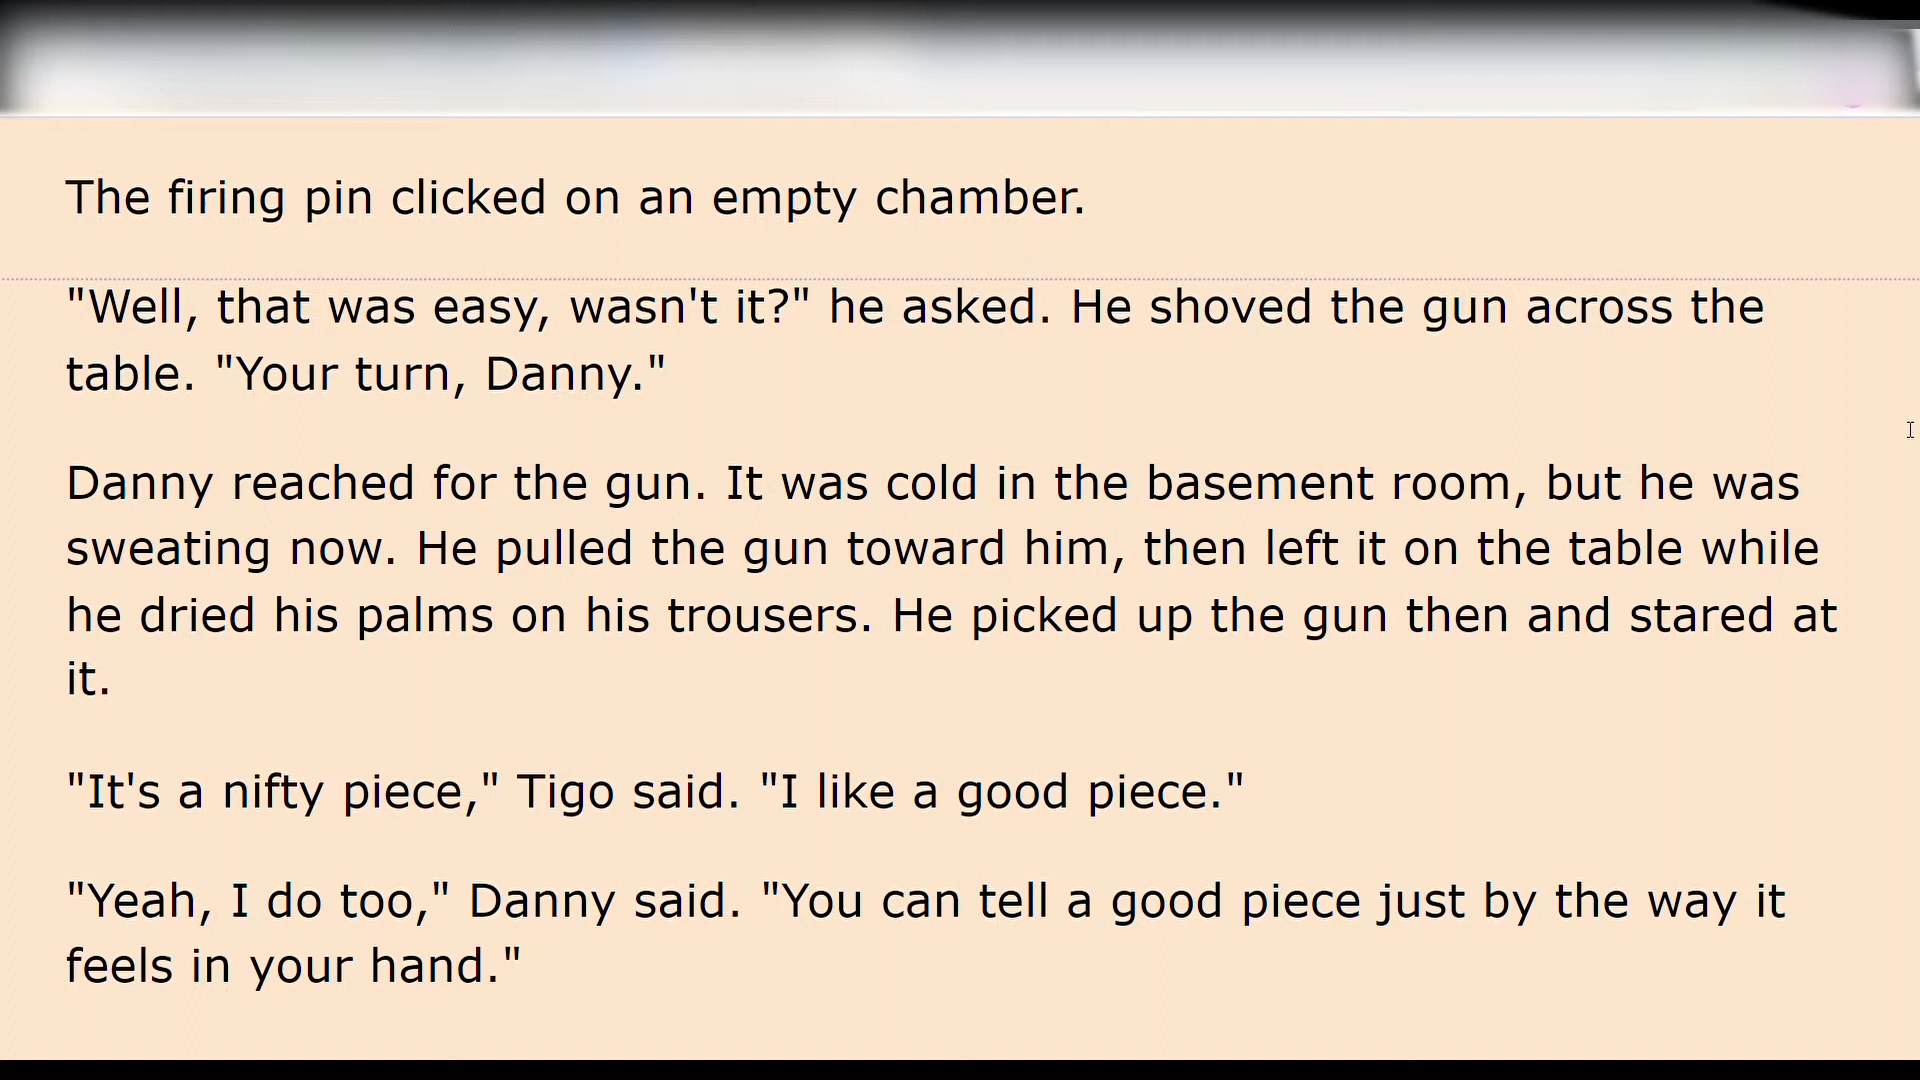 The firing pin clicked on an empty chamber.
"Well, that was easy, wasn't it?" he asked. He shoved the gun across the
table. "Your turn, Danny."
Danny reached for the gun. It was cold in the basement room, but he was
sweating now. He pulled the gun toward him, then left it on the table while
he dried his palms on his trousers. He picked up the gun then and stared at
it.
"It's a nifty piece," Tigo said. "I like a good piece."
"Yeah, I do too," Danny said. "You can tell a good piece just by the way it
feels in your hand."